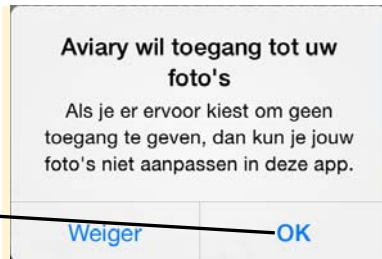 Aviary wil toegang tot uw
foto's
Als je er ervoor kiest om geen
toegang te geven, dan kun je jouw
foto's niet aanpassen in deze app.
Weiger OK